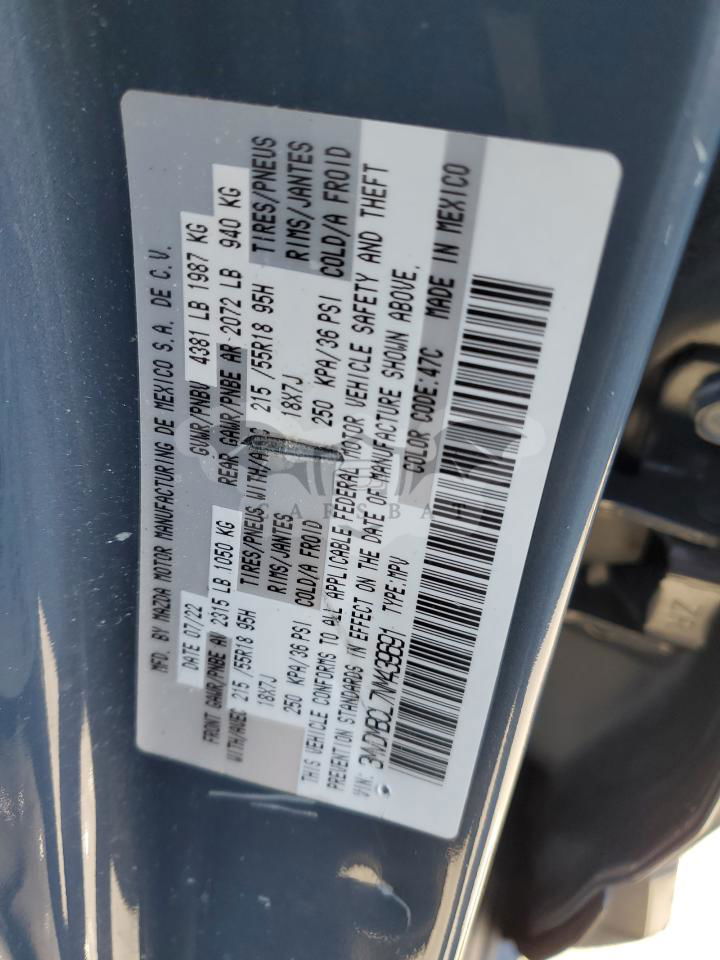 MFD. BY MAZDA MOTOR MANUFACTURING DE MEXICO S.A. DE C.V.
DATE 07/22 GVWR/PNBV 4381 LB 1987 KG
FRONT GAWR/PNBE AV 2315 LB 1050 KG REAR GAWR/PNBE AR 2072 LB 940 KG
WITH/AVEC 215 /55R18 95H TIRES/PNEUS WITH/AVEC 215 /55R18 95H TIRES/PNEUS
18X7J RIMS/JANTES 18X7J RIMS/JANTES
250 KPA/36 PSI COLD/A FROID 250 KPA/36 PSI COLD/A FROID
THIS VEHICLE CONFORMS TO ALL APPLICABLE FEDERAL MOTOR VEHICLE SAFETY AND THEFT
PREVENTION STANDARDS IN EFFECT ON THE DATE OF MANUFACTURE SHOWN ABOVE.
VIN: TYPE:MPV COLOR CODE:47C MADE IN MEXICO
CARSBAT